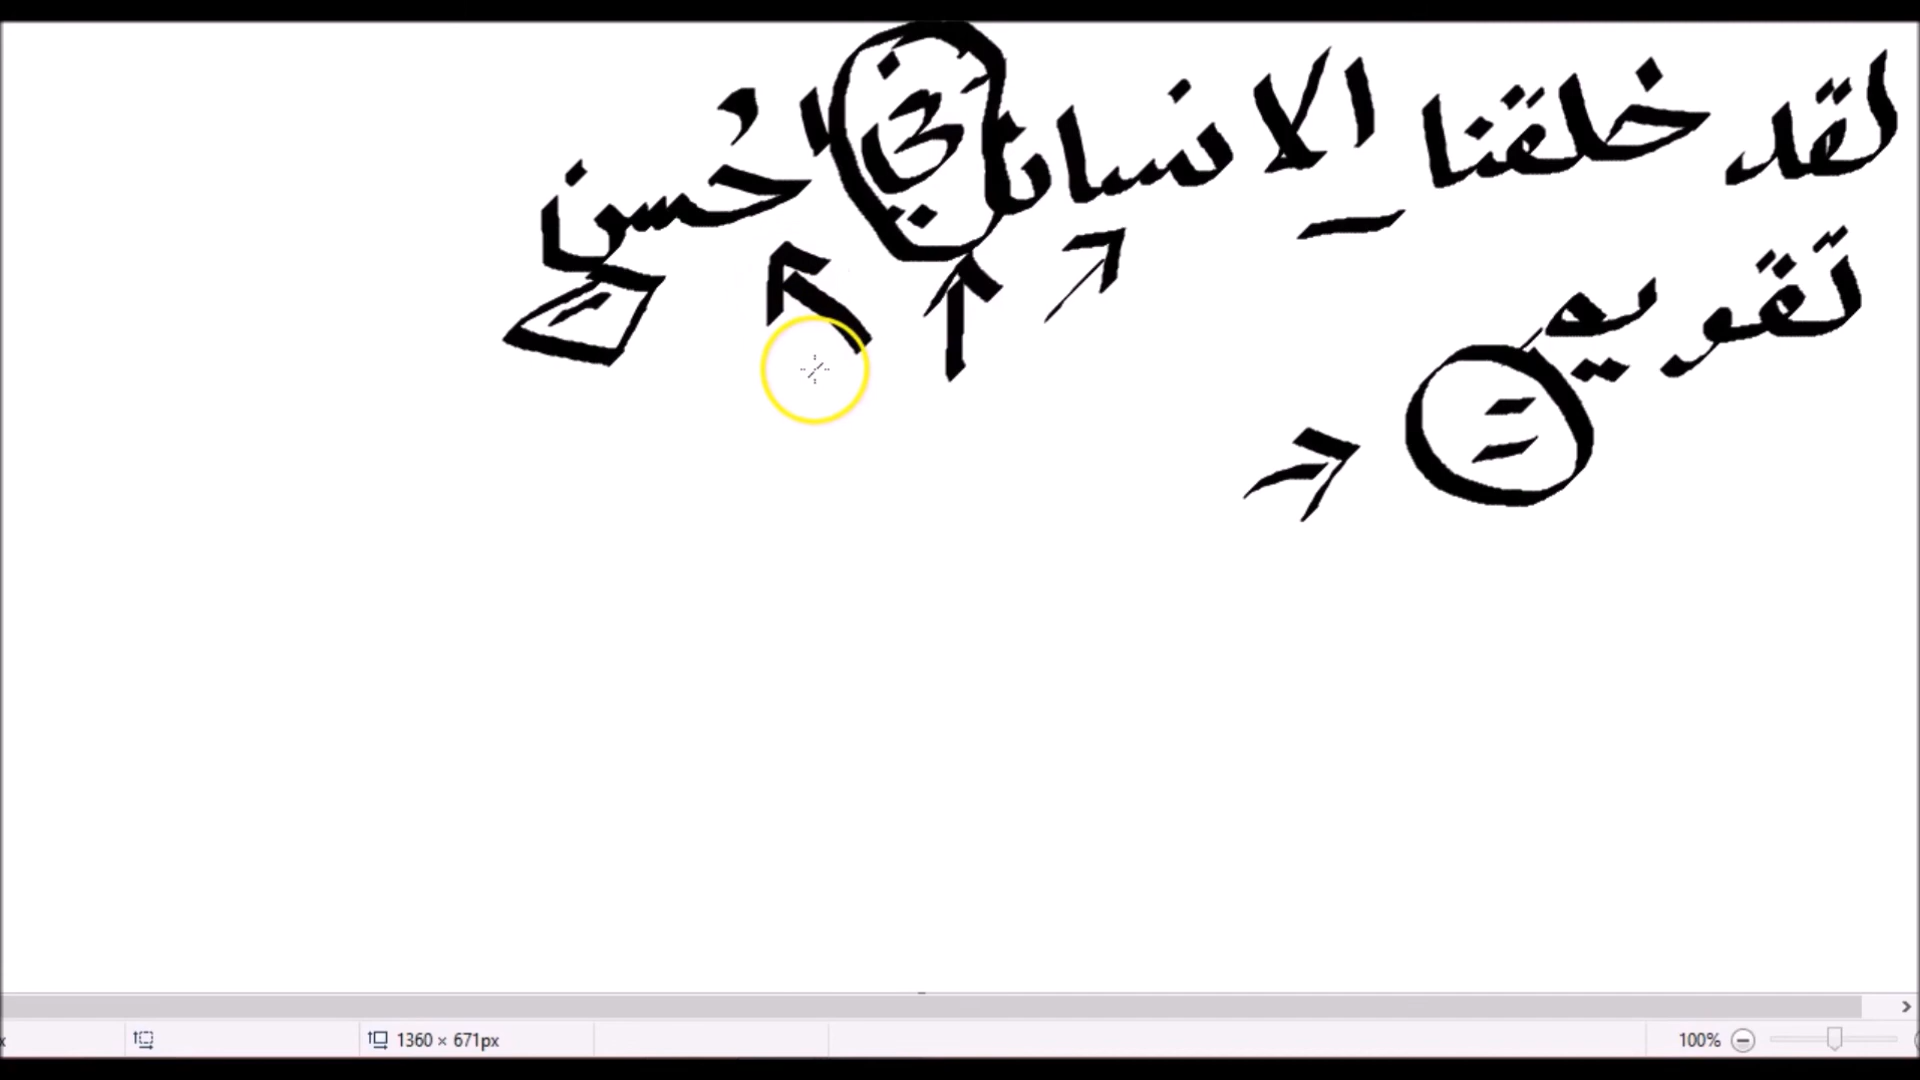 لقد خلقنا الانسان في احسن
تقويم
1360 × 671px
100%